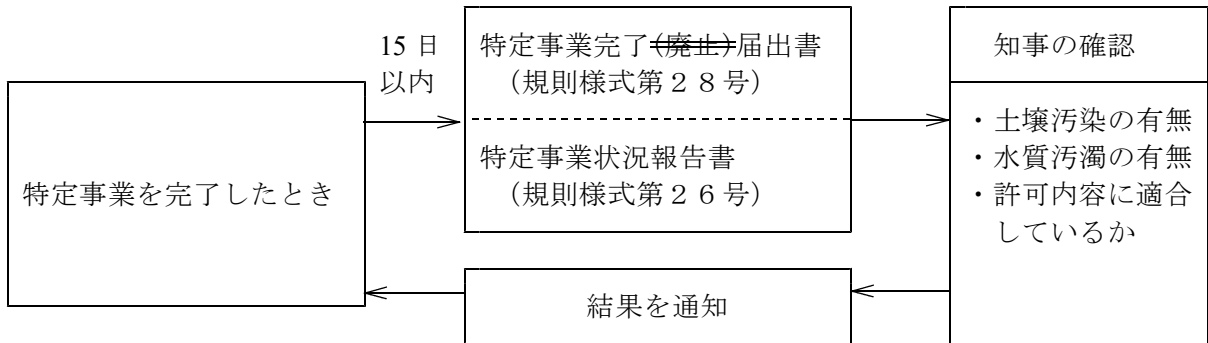 特定事業を完了したとき
15 日
以内
特定事業完了(廃止)届出書
（規則様式第２８号）
特定事業状況報告書
（規則様式第２６号）
知事の確認
・土壌汚染の有無
・水質汚濁の有無
・許可内容に適合
しているか
結果を通知